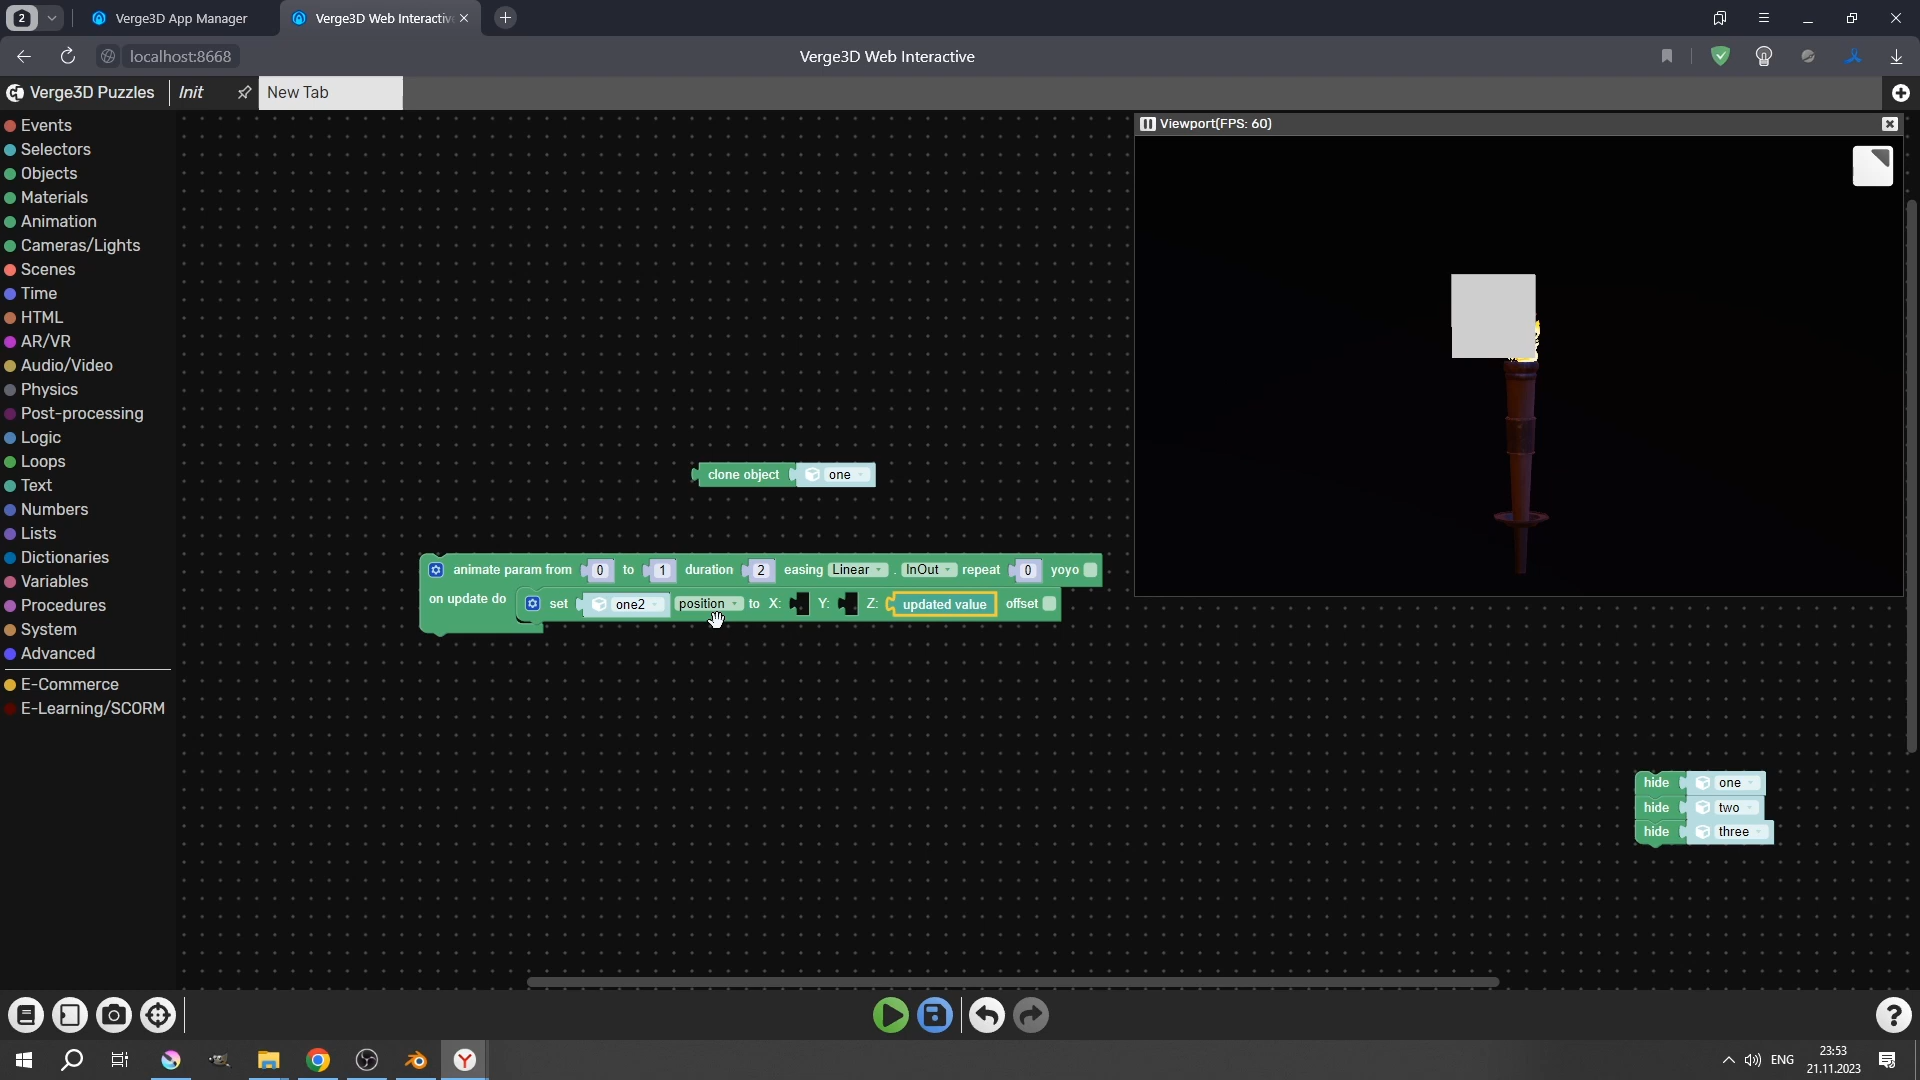 2
Verge3D App Manager
Verge3D Web Interactiv
localhost:8668
Verge3D Web Interactive
Verge3D Puzzles
Init
New Tab
Events
Selectors
Objects
Materials
Animation
Cameras/Lights
Scenes
Time
HTML
AR/VR
Audio/Video
Physics
Post-processing
Logic
Loops
Text
Numbers
Lists
Dictionaries
Variables
Procedures
System
Advanced
E-Commerce
E-Learning/SCORM
Viewport(FPS: 60)
clone object one
animate param from 0 to 1 duration 2 easing Linear . InOut repeat 0 yoyo
on update do set one2 position to X: Y: Z: updated value offset
hide one
hide two
hide three
?
ENG
23:53
21.11.2023